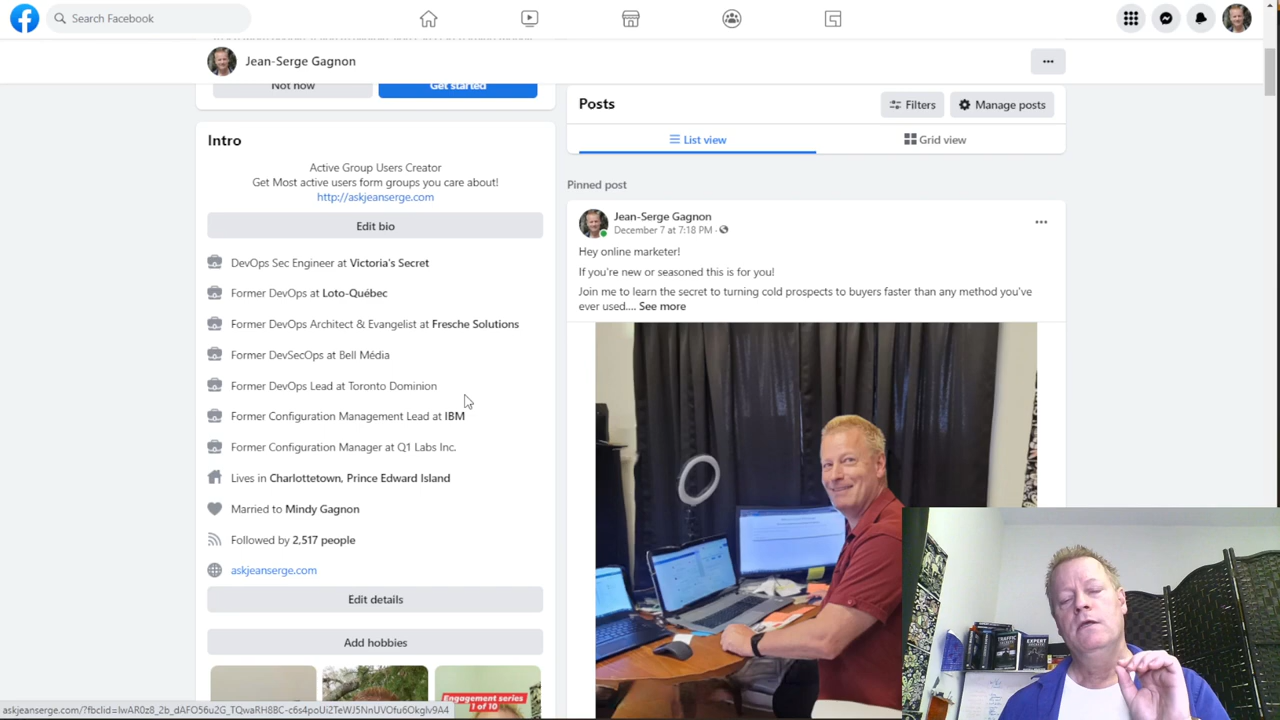 Search Facebook
Jean-Serge Gagnon
Not now
Get started
Intro
Active Group Users Creator
Get Most active users form groups you care about!
http://askjeanserge.com
Edit bio
DevOps Sec Engineer at Victoria's Secret
Former DevOps at Loto-Québec
Former DevOps Architect & Evangelist at Fresche Solutions
Former DevSecOps at Bell Média
Former DevOps Lead at Toronto Dominion
Former Configuration Management Lead at IBM
Former Configuration Manager at Q1 Labs Inc.
Lives in Charlottetown, Prince Edward Island
Married to Mindy Gagnon
Followed by 2,517 people
askjeanserge.com
Edit details
Add hobbies
Engagement series
1 of 10
Posts
Filters
Manage posts
List view
Grid view
Pinned post
Jean-Serge Gagnon
December 7 at 7:18 PM ·
Hey online marketer!
If you're new or seasoned this is for you!
Join me to learn the secret to turning cold prospects to buyers faster than any method you've
ever used.... See more
TRAFFIC
SECRETS
EXPERT
SECRETS